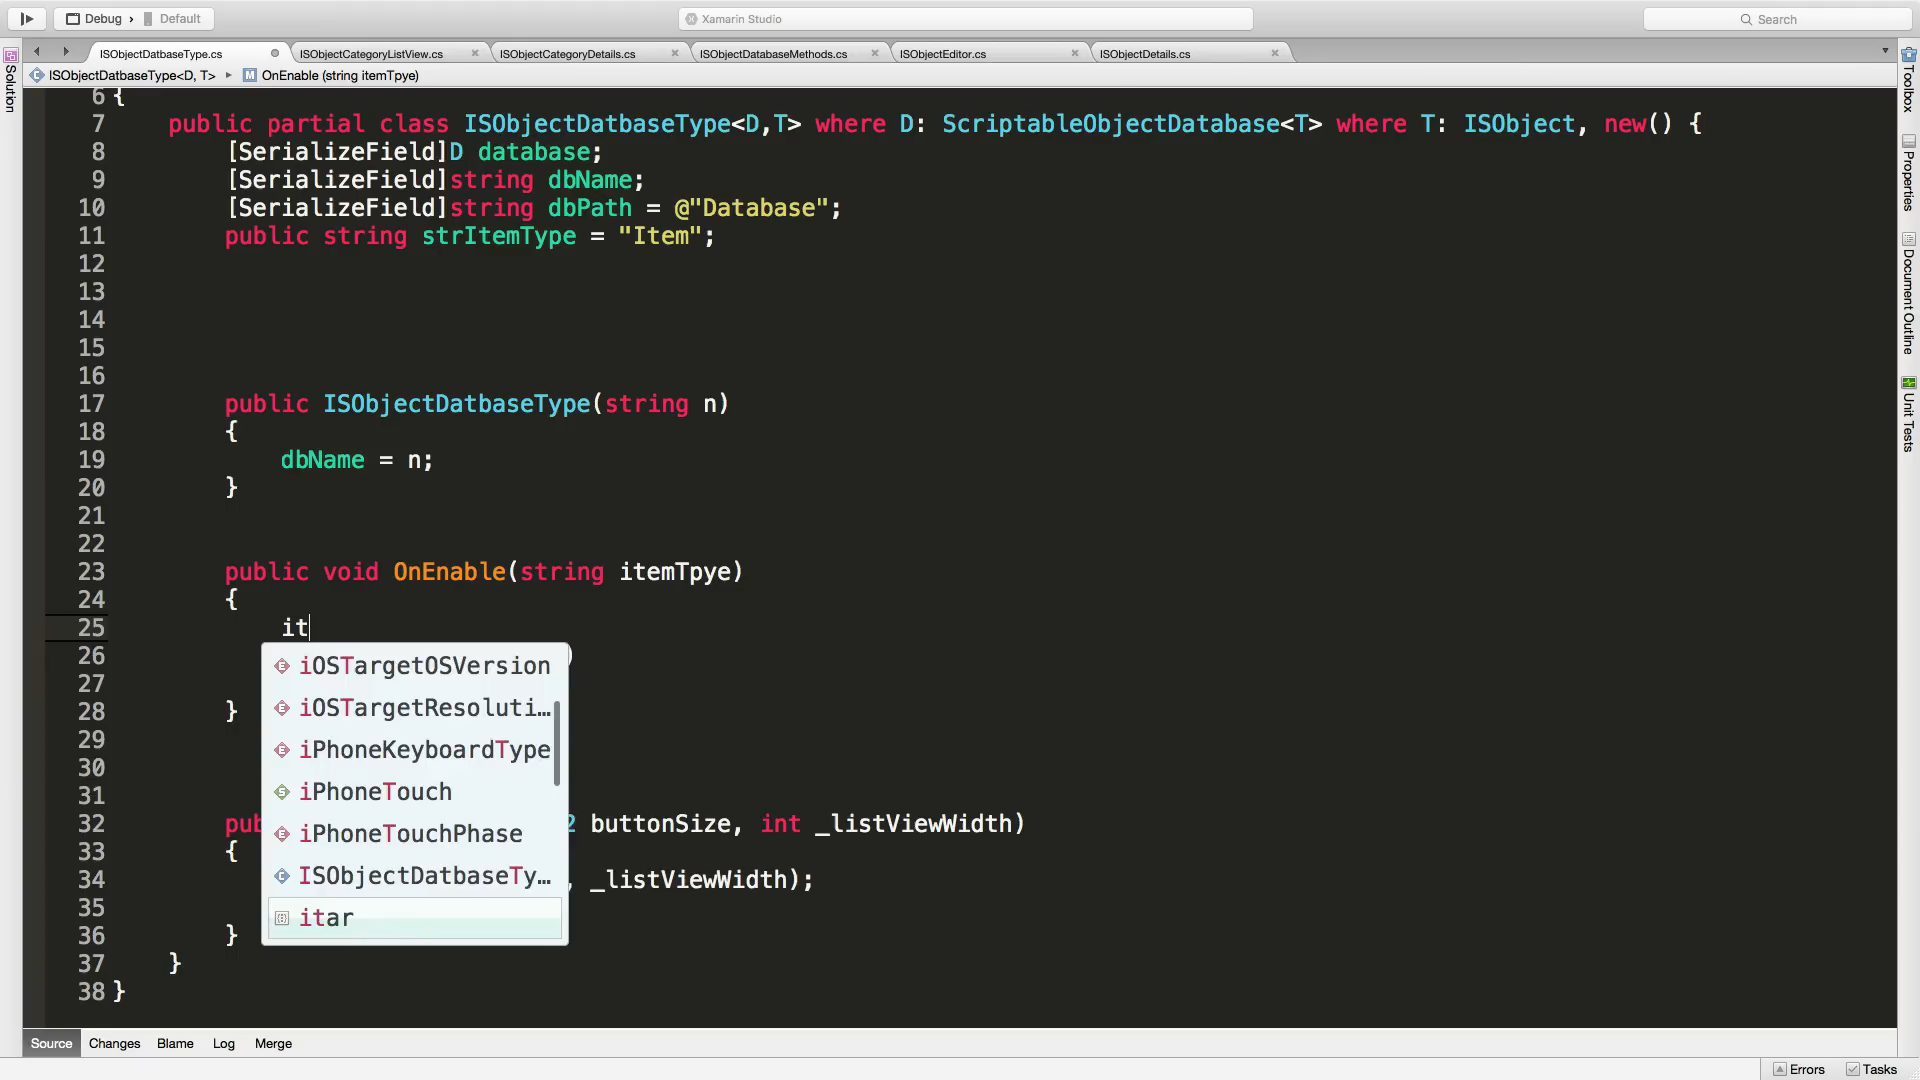 Debug › Default
Xamarin Studio
Search
ISObjectDatbaseType.cs
ISObjectCategoryListView.cs
ISObjectCategoryDetails.cs
ISObjectDatabaseMethods.cs
ISObjectEditor.cs
ISObjectDetails.cs
ISObjectDatbaseType<D, T> ▸ M OnEnable (string itemTpye)
Solution
Toolbox
Properties
Document Outline
Unit Tests
6 {
7 public partial class ISObjectDatbaseType<D,T> where D: ScriptableObjectDatabase<T> where T: ISObject, new() {
8 [SerializeField]D database;
9 [SerializeField]string dbName;
10 [SerializeField]string dbPath = @"Database";
11 public string strItemType = "Item";
12
13
14
15
16
17 public ISObjectDatbaseType(string n)
18 {
19 dbName = n;
20 }
21
22
23 public void OnEnable(string itemTpye)
24 {
25 it
26 )
27
28 }
29
30
31
32 pub 2 buttonSize, int _listViewWidth)
33 {
34 , _listViewWidth);
35
36 }
37 }
38 }
iOSTargetOSVersion
iOSTargetResoluti...
iPhoneKeyboardType
iPhoneTouch
iPhoneTouchPhase
ISObjectDatbaseTy...
itar
Source Changes Blame Log Merge
Errors Tasks